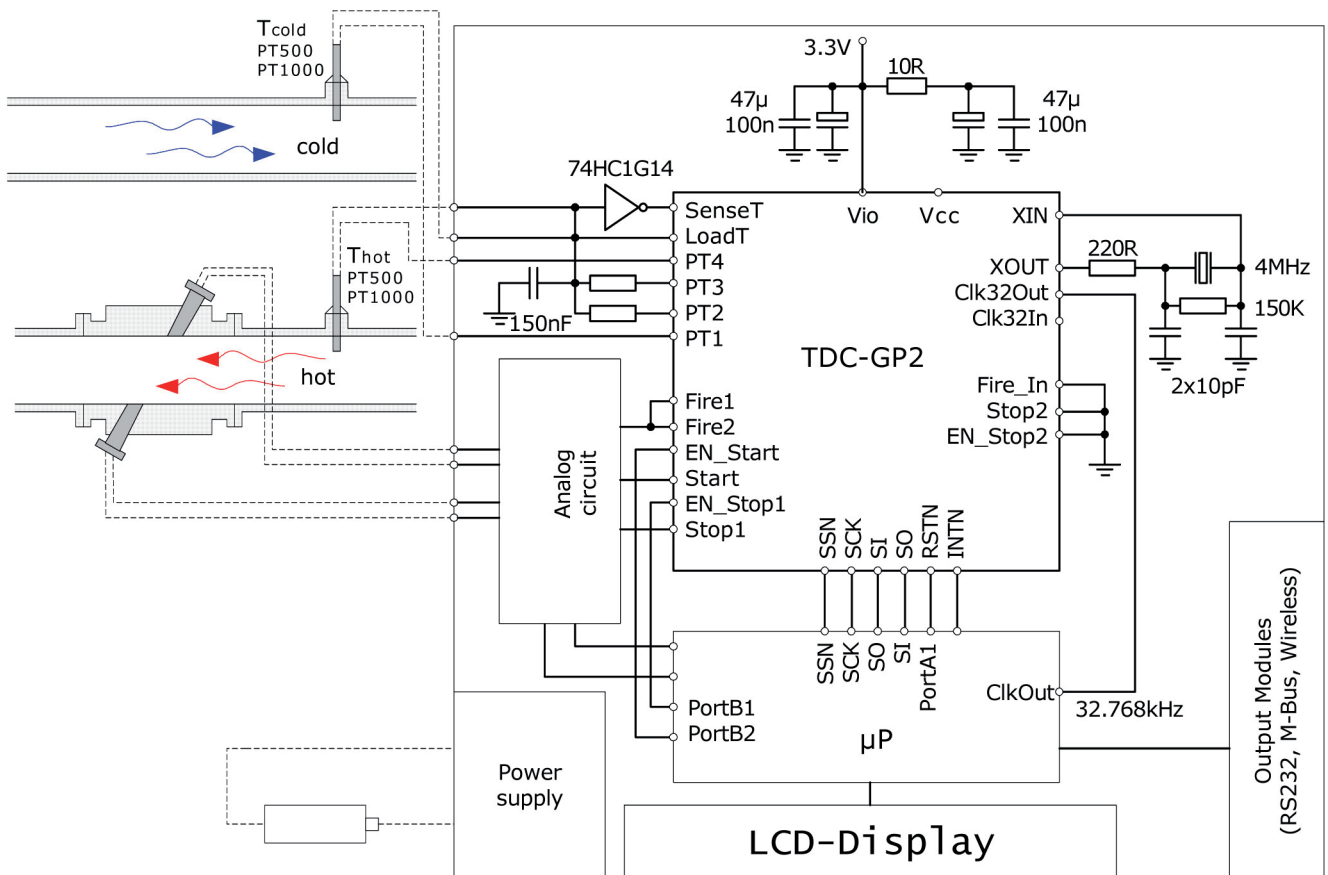 Tcold
PT500
PT1000
cold
Thot
PT500
PT1000
hot
3.3V
10R
47µ
100n
47µ
100n
74HC1G14
150nF
SenseT
LoadT
PT4
PT3
PT2
PT1
Fire1
Fire2
EN_Start
Start
EN_Stop1
Stop1
Vio
Vcc
XIN
XOUT
Clk32Out
Clk32In
Fire_In
Stop2
EN_Stop2
TDC-GP2
220R
4MHz
150K
2x10pF
Analog
circuit
SSN
SCK
SI
SO
RSTN
INTN
SSN
SCK
SO
SI
PortA1
PortB1
PortB2
µP
ClkOut
32.768kHz
Power
supply
LCD-Display
Output Modules
(RS232, M-Bus, Wireless)